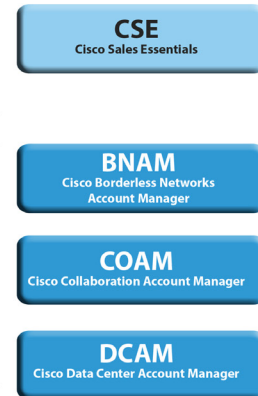 CSE
Cisco Sales Essentials
BNAM
Cisco Borderless Networks
Account Manager
COAM
Cisco Collaboration Account Manager
DCAM
Cisco Data Center Account Manager